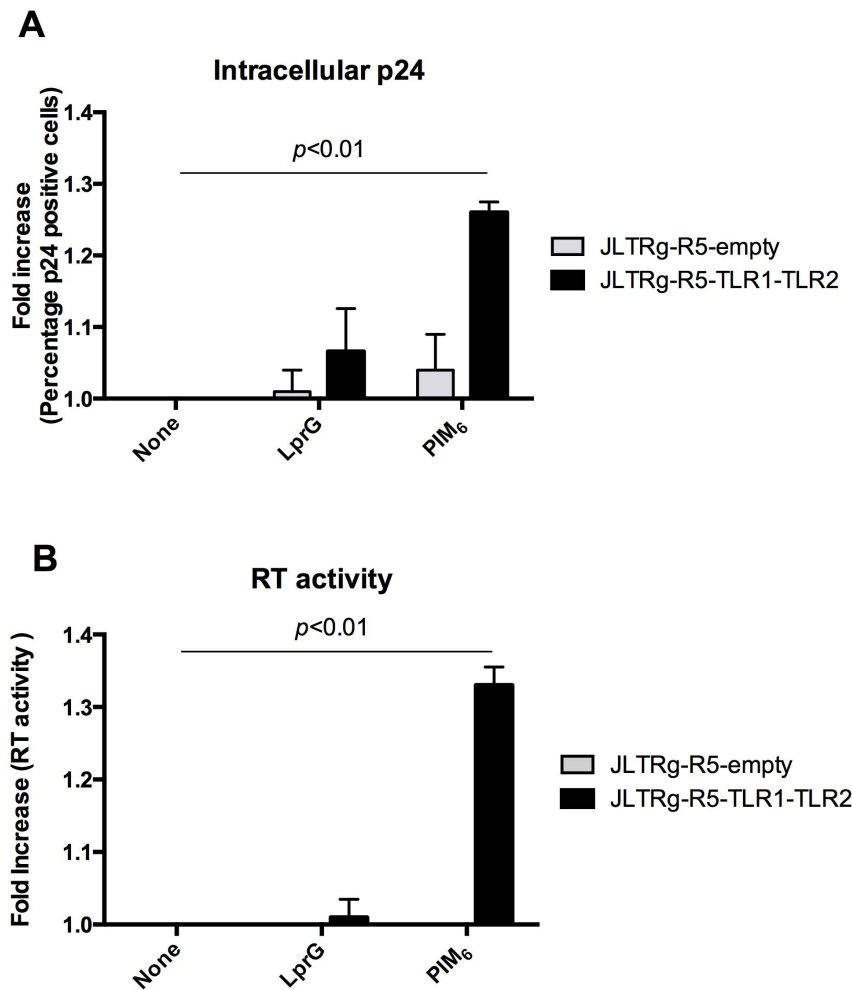 A
Intracellular p24
Fold increase
(Percentage p24 positive cells)
1.4
1.3
1.2
1.1
1.0
p<0.01
None
LprG
PIM₆
JLTRg-R5-empty
JLTRg-R5-TLR1-TLR2
B
RT activity
Fold Increase (RT activity )
1.4
1.3
1.2
1.1
1.0
p<0.01
None
LprG
PIM₆
JLTRg-R5-empty
JLTRg-R5-TLR1-TLR2